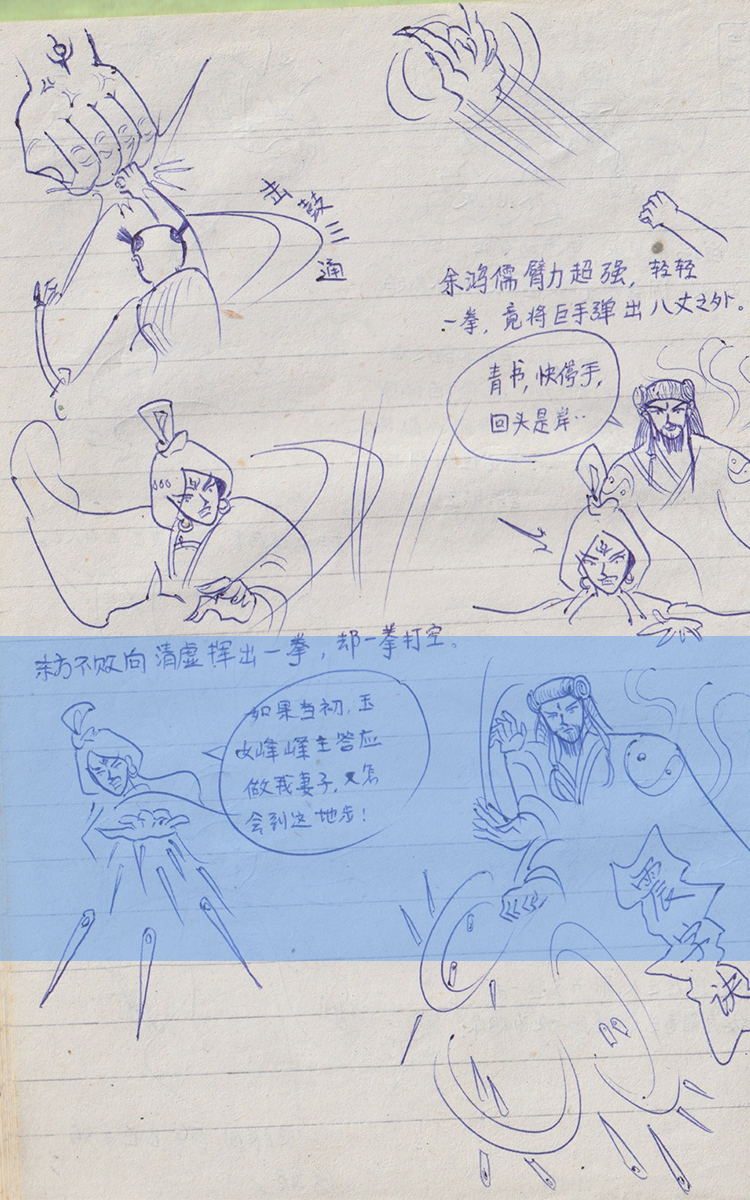 击鼓三通
余鸿儒臂力超强，轻轻
一拳，竟将巨手弹出八丈之外。
青书，快停手，
回头是岸··
东方不败向清虚挥出一拳，却一拳打空。
如果当初，玉
女峰峰主答应
做我妻子，又怎
会到这地步！
震字诀